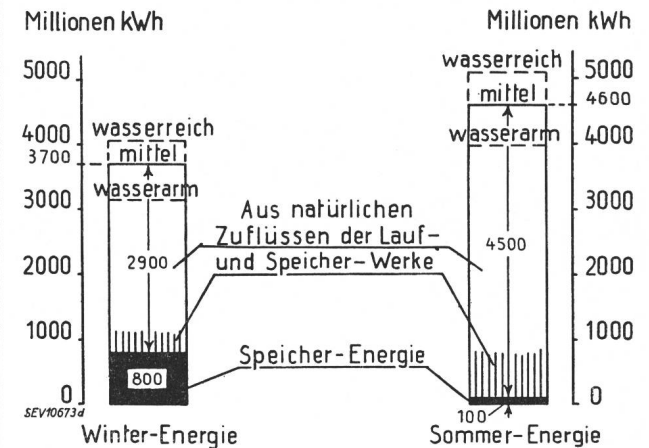 Millionen kWh
Millionen kWh
5000
4000
3700
3000
2000
1000
0
wasserreich
mittel
wasserarm
2900
800
Aus natürlichen
Zuflüssen der Lauf-
und Speicher-Werke
Speicher-Energie
wasserreich
mittel
wasserarm
4500
100
5000
4600
4000
3000
2000
1000
0
SEV10673d
Winter-Energie
Sommer-Energie